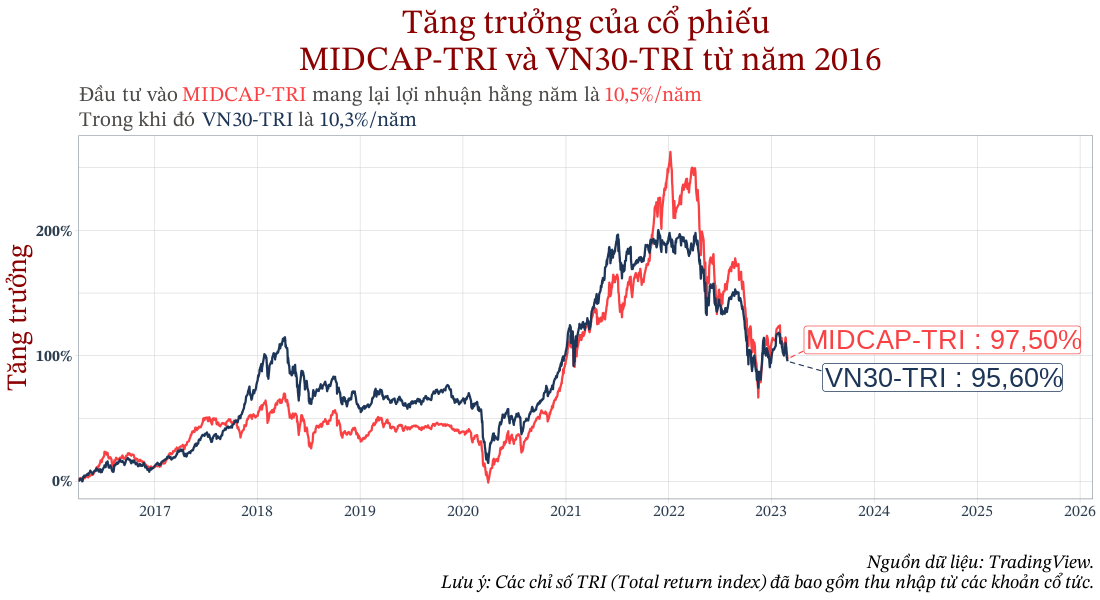 Tăng trưởng của cổ phiếu
MIDCAP-TRI và VN30-TRI từ năm 2016
Đầu tư vào MIDCAP-TRI mang lại lợi nhuận hằng năm là 10,5%/năm
Trong khi đó VN30-TRI là 10,3%/năm
Tăng trưởng
200%
100%
0%
MIDCAP-TRI : 97,50%
VN30-TRI : 95,60%
2017 2018 2019 2020 2021 2022 2023 2024 2025 2026
Nguồn dữ liệu: TradingView.
Lưu ý: Các chỉ số TRI (Total return index) đã bao gồm thu nhập từ các khoản cổ tức.